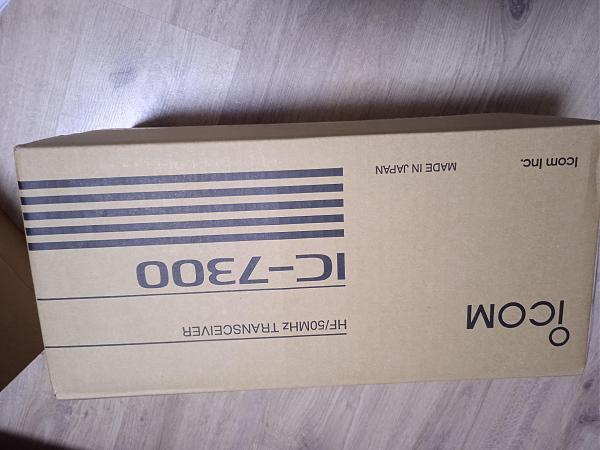 ICOM
HF/50MHz TRANSCEIVER
IC-7300
MADE IN JAPAN
Icom Inc.